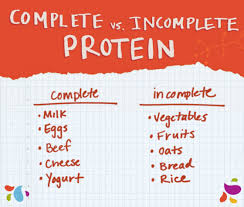 COMPLETE vs. INCOMPLETE
PROTEIN
complete
• Milk
• Eggs
• Beef
• Cheese
• Yogurt
incomplete
• Vegetables
• Fruits
• Oats
• Bread
• Rice